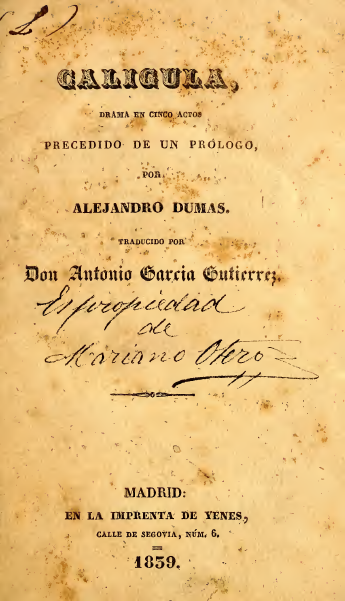 (L)
CALIGULA,
DRAMA EN CINCO ACTOS
PRECEDIDO DE UN PRÓLOGO,
POR
ALEJANDRO DUMAS.
TRADUCIDO POR
Don Antonio Garcia Gutierrez.
Es propiedad
de
Mariano Otero
MADRID:
EN LA IMPRENTA DE YENES,
CALLE DE SEGOVIA, NÚM. 6.
1839.